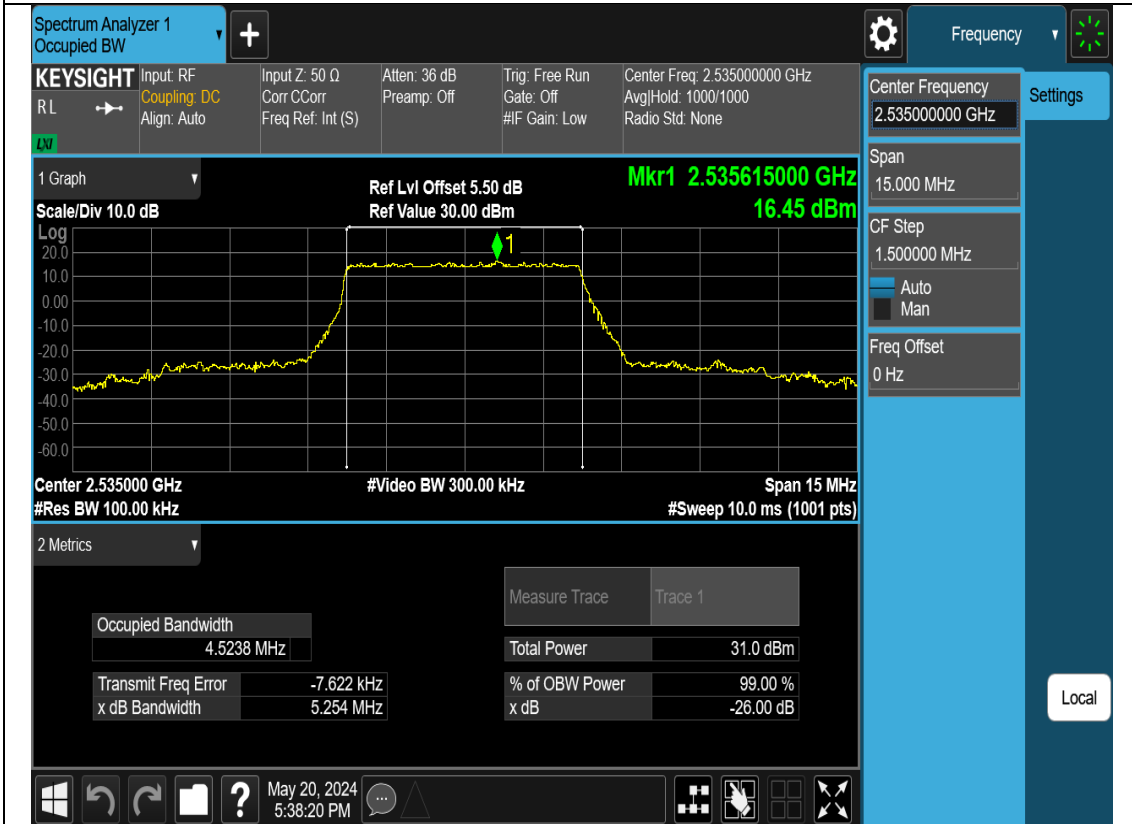 Spectrum Analyzer 1
Occupied BW
+
Frequency
KEYSIGHT
RL
LXI
Input: RF
Coupling: DC
Align: Auto
Input Z: 50 Ω
Corr CCorr
Freq Ref: Int (S)
Atten: 36 dB
Preamp: Off
Trig: Free Run
Gate: Off
#IF Gain: Low
Center Freq: 2.535000000 GHz
Avg|Hold: 1000/1000
Radio Std: None
Center Frequency
2.535000000 GHz
Settings
Span
15.000 MHz
CF Step
1.500000 MHz
Auto
Man
Freq Offset
0 Hz
Local
1 Graph
Scale/Div 10.0 dB
Ref Lvl Offset 5.50 dB
Ref Value 30.00 dBm
Mkr1 2.535615000 GHz
16.45 dBm
Log
1
20.0
10.0
0.00
-10.0
-20.0
-30.0
-40.0
-50.0
-60.0
Center 2.535000 GHz
#Video BW 300.00 kHz
Span 15 MHz
#Res BW 100.00 kHz
#Sweep 10.0 ms (1001 pts)
2 Metrics
Measure Trace Trace 1
Occupied Bandwidth
4.5238 MHz
Total Power 31.0 dBm
Transmit Freq Error -7.622 kHz
% of OBW Power 99.00 %
x dB Bandwidth 5.254 MHz
x dB -26.00 dB
?
May 20, 2024
5:38:20 PM